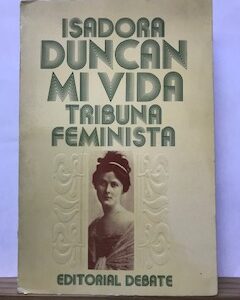 ISADORA
DUNCAN
MI VIDA
TRIBUNA
FEMINISTA
EDITORIAL DEBATE